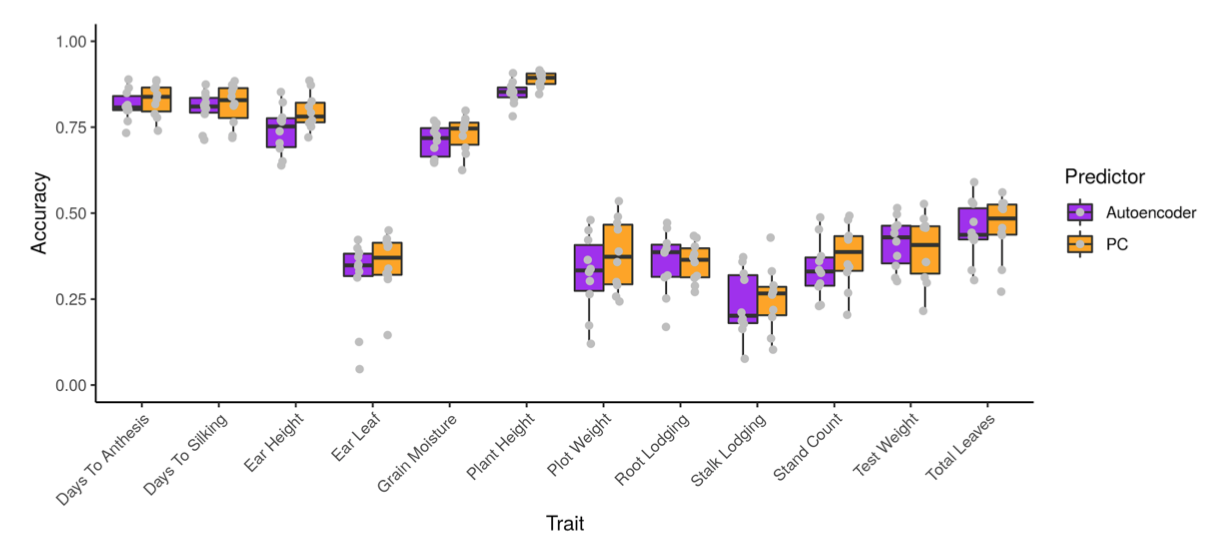 1.00
0.75
0.50
0.25
0.00
Accuracy
Days To Anthesis
Days To Silking
Ear Height
Ear Leaf
Grain Moisture
Plant Height
Plot Weight
Root Lodging
Stalk Lodging
Stand Count
Test Weight
Total Leaves
Trait
Predictor
Autoencoder
PC